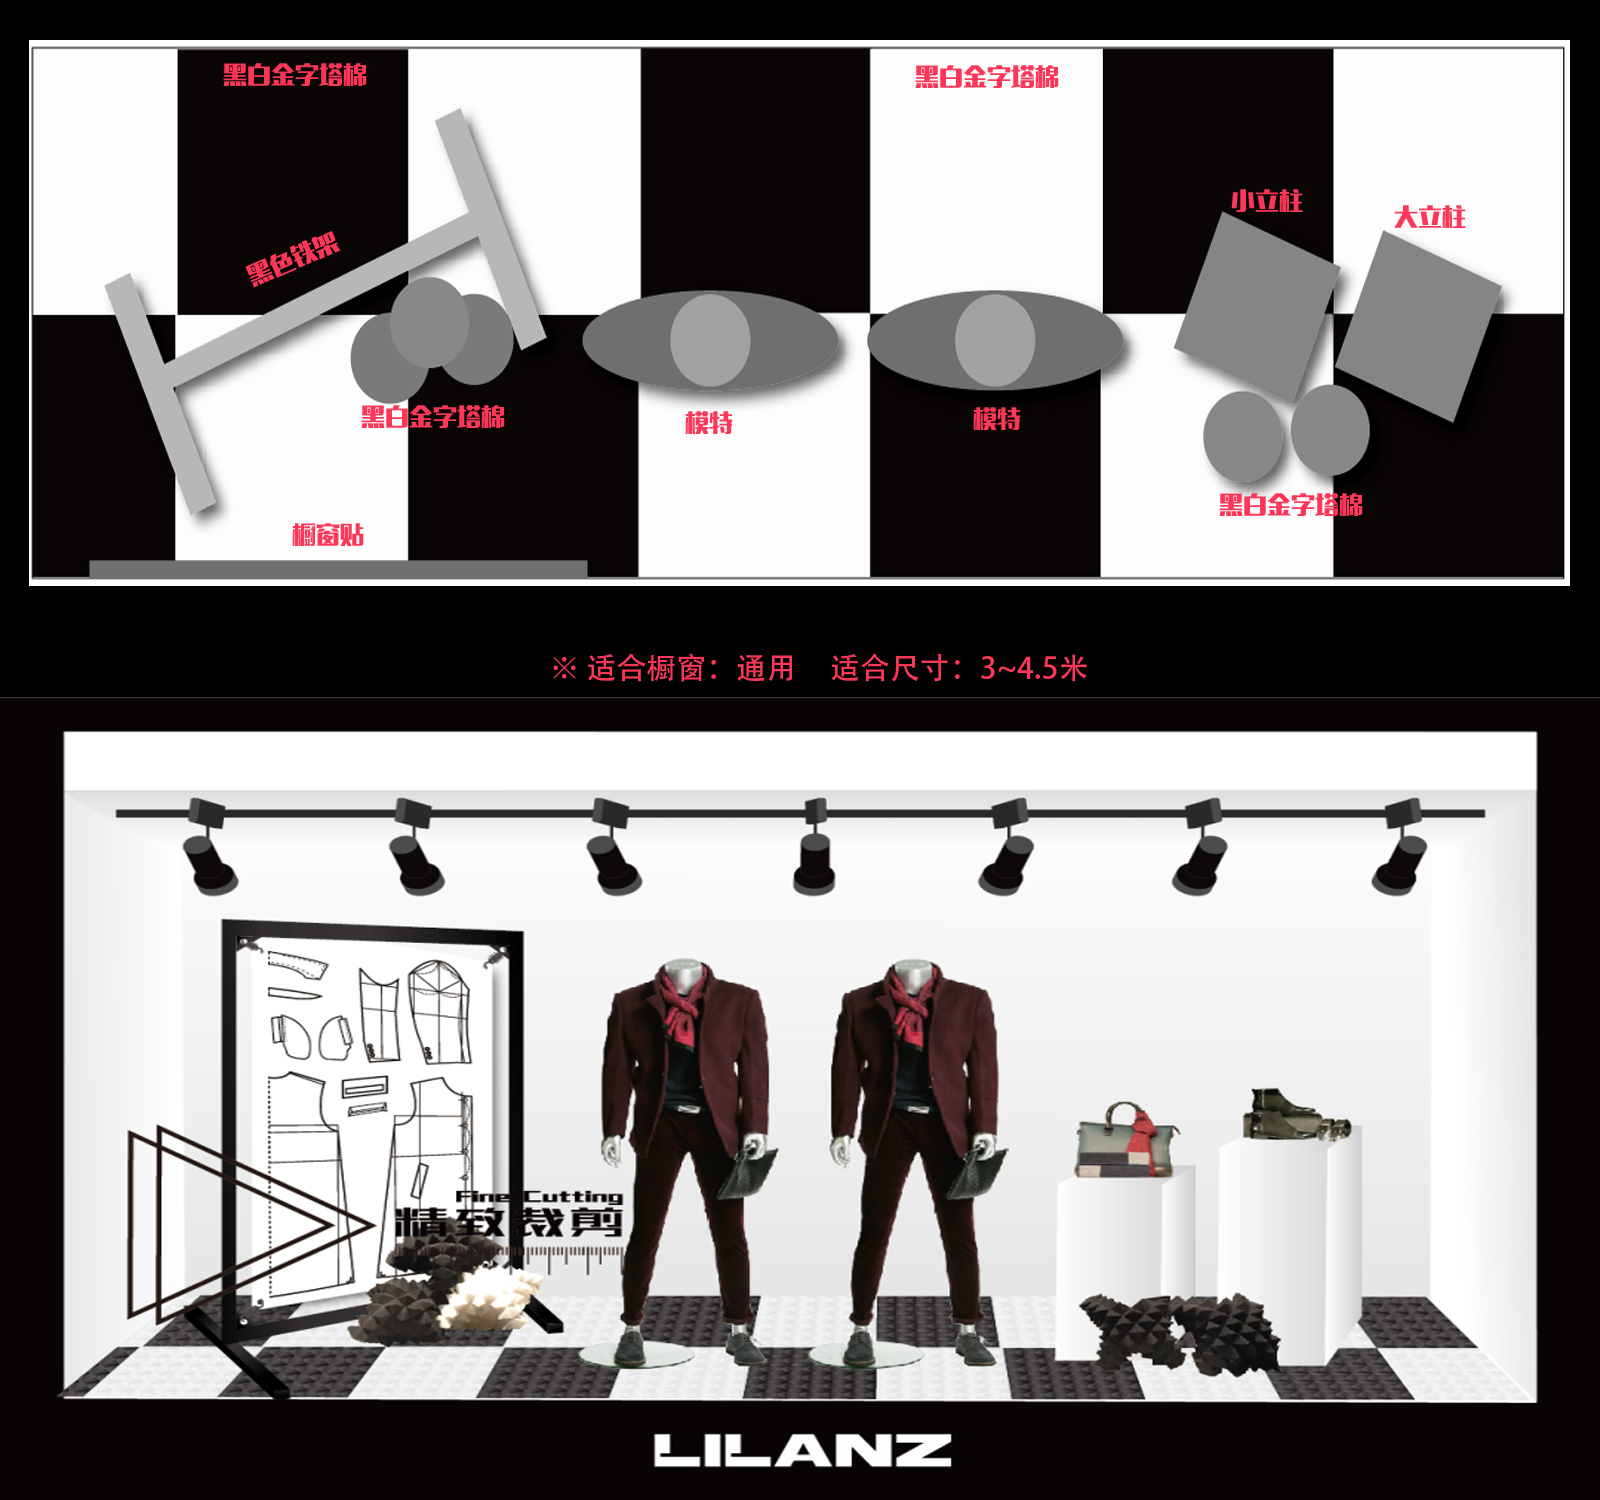 黑白金字塔棉
黑白金字塔棉
小立柱
大立柱
黑色铁架
黑白金字塔棉
模特
模特
黑白金字塔棉
橱窗贴
※ 适合橱窗：通用 适合尺寸：3~4.5米
Fine Cutting
精致裁剪
LILANZ